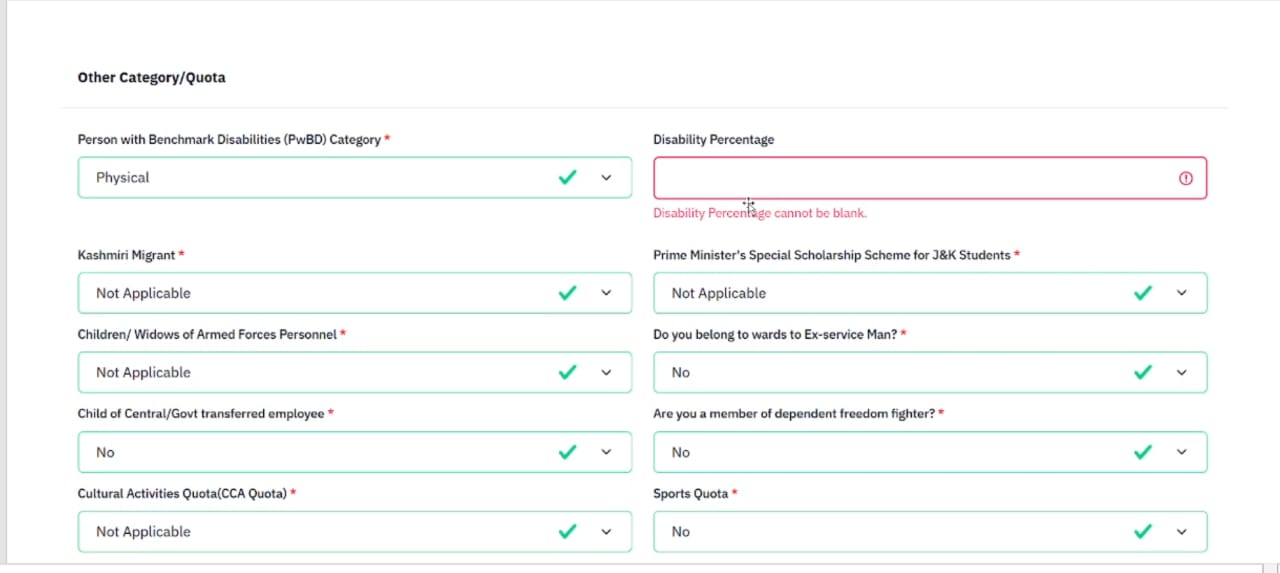 Other Category/Quota
Person with Benchmark Disabilities (PwBD) Category *
Disability Percentage
Physical
Disability Percentage cannot be blank.
Kashmiri Migrant *
Prime Minister's Special Scholarship Scheme for J&K Students *
Not Applicable
Not Applicable
Children/ Widows of Armed Forces Personnel *
Do you belong to wards to Ex-service Man? *
Not Applicable
No
Child of Central/Govt transferred employee *
Are you a member of dependent freedom fighter? *
No
No
Cultural Activities Quota(CCA Quota) *
Sports Quota *
Not Applicable
No